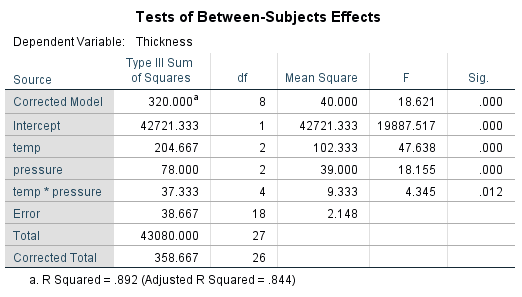 Tests of Between-Subjects Effects
Dependent Variable: Thickness
Source Type III Sum of Squares df Mean Square F Sig.
Corrected Model 320.000a 8 40.000 18.621 .000
Intercept 42721.333 1 42721.333 19887.517 .000
temp 204.667 2 102.333 47.638 .000
pressure 78.000 2 39.000 18.155 .000
temp * pressure 37.333 4 9.333 4.345 .012
Error 38.667 18 2.148
Total 43080.000 27
Corrected Total 358.667 26
a. R Squared = .892 (Adjusted R Squared = .844)